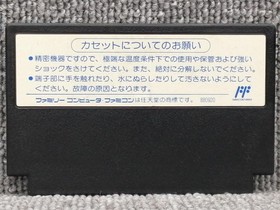 カセットについてのお願い
●精密機器ですので、極端な温度条件下での使用や保管および強い
ショックをさけてください。また、絶対に分解しないでください。
●端子部に手を触れたり、水にぬらしたりして汚さないようにして
ください。故障の原因となります。
ファミリーコンピュータ・ファミコンは任天堂の商標です。